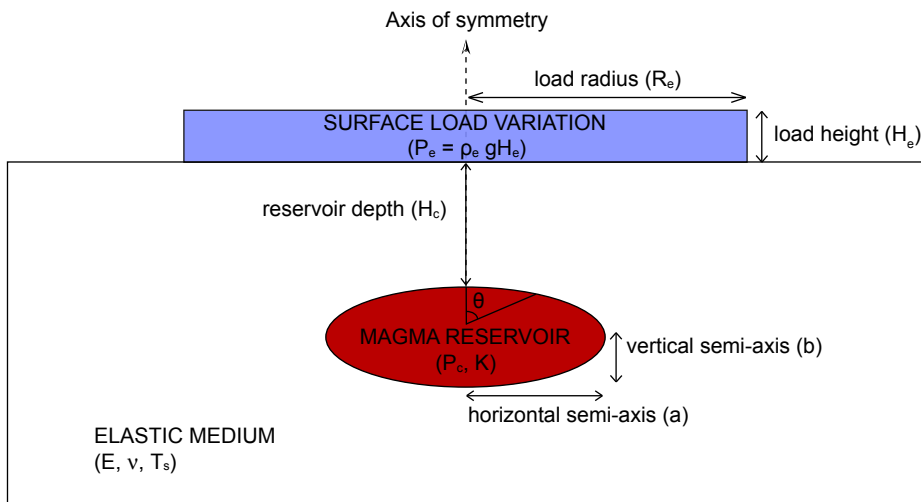 Axis of symmetry
load radius (Rₑ)
SURFACE LOAD VARIATION
(Pₑ = ρₑ gHₑ)
load height (Hₑ)
reservoir depth (H꜀)
θ
MAGMA RESERVOIR
(P꜀, K)
vertical semi-axis (b)
horizontal semi-axis (a)
ELASTIC MEDIUM
(E, ν, Tₛ)